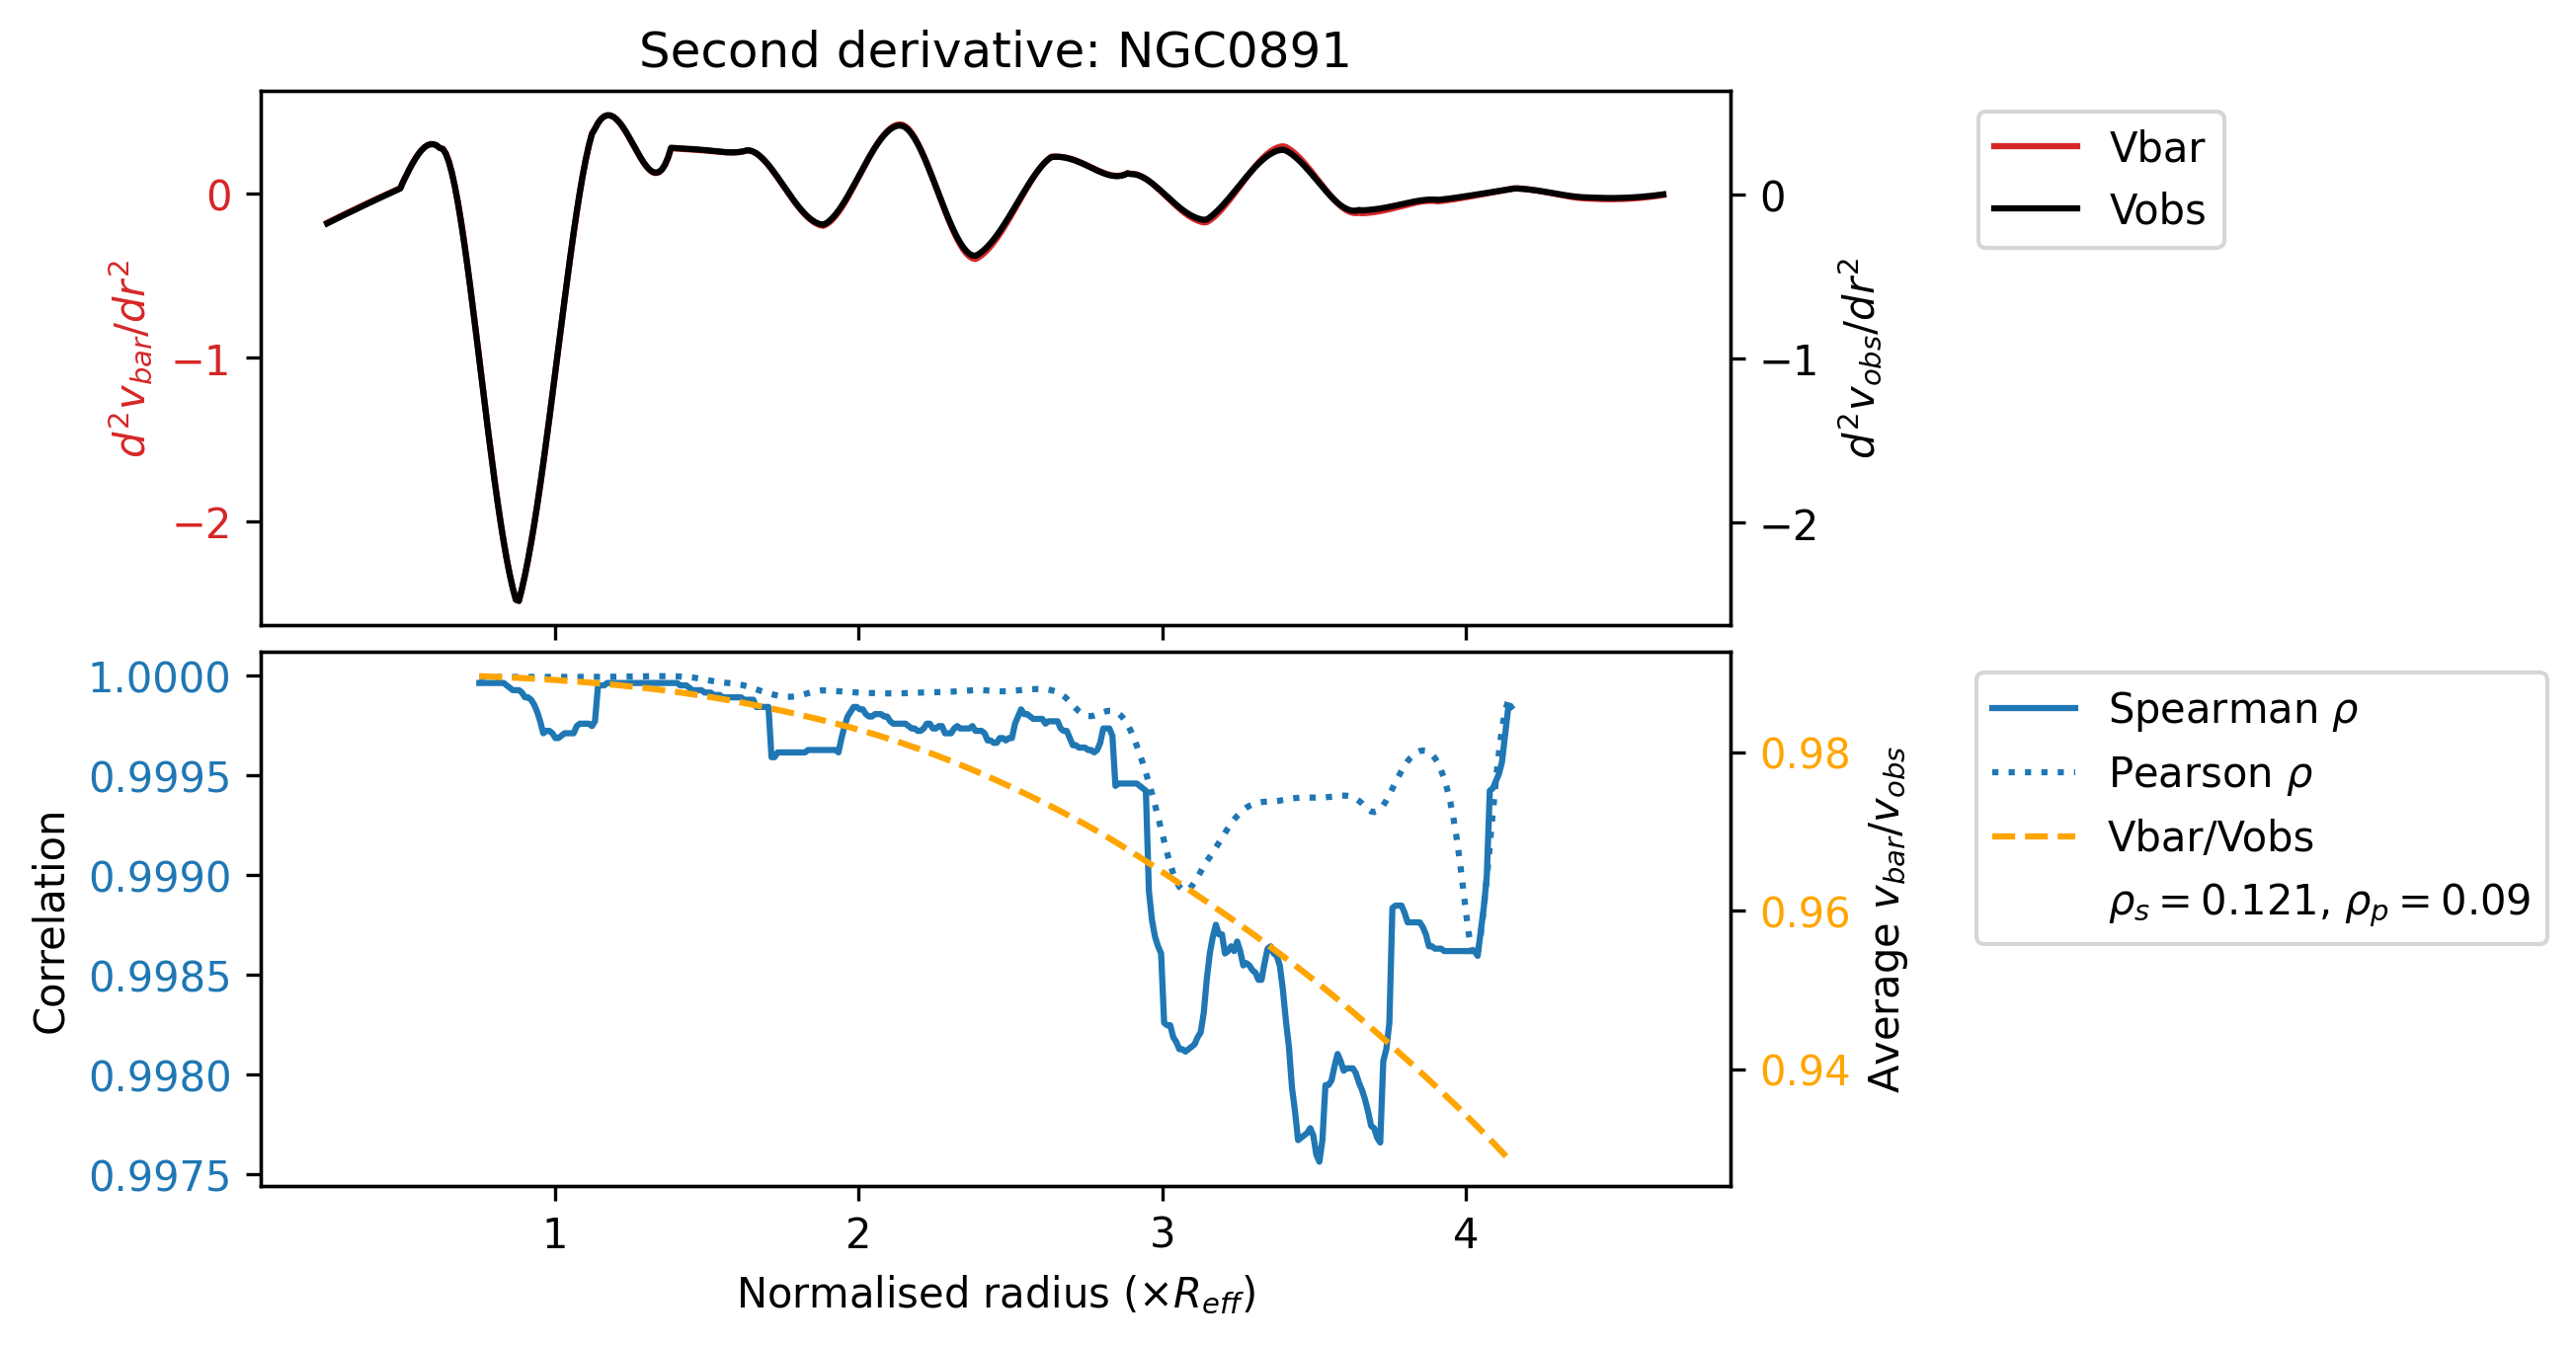 Second derivative: NGC0891
0
−1
−2
d²v_bar/dr²
0
−1
−2
d²v_obs/dr²
Vbar
Vobs
1.0000
0.9995
0.9990
0.9985
0.9980
0.9975
Correlation
0.98
0.96
0.94
Average v_bar/v_obs
Spearman ρ
Pearson ρ
Vbar/Vobs
ρ_s = 0.121, ρ_p = 0.09
1 2 3 4
Normalised radius (×R_eff)